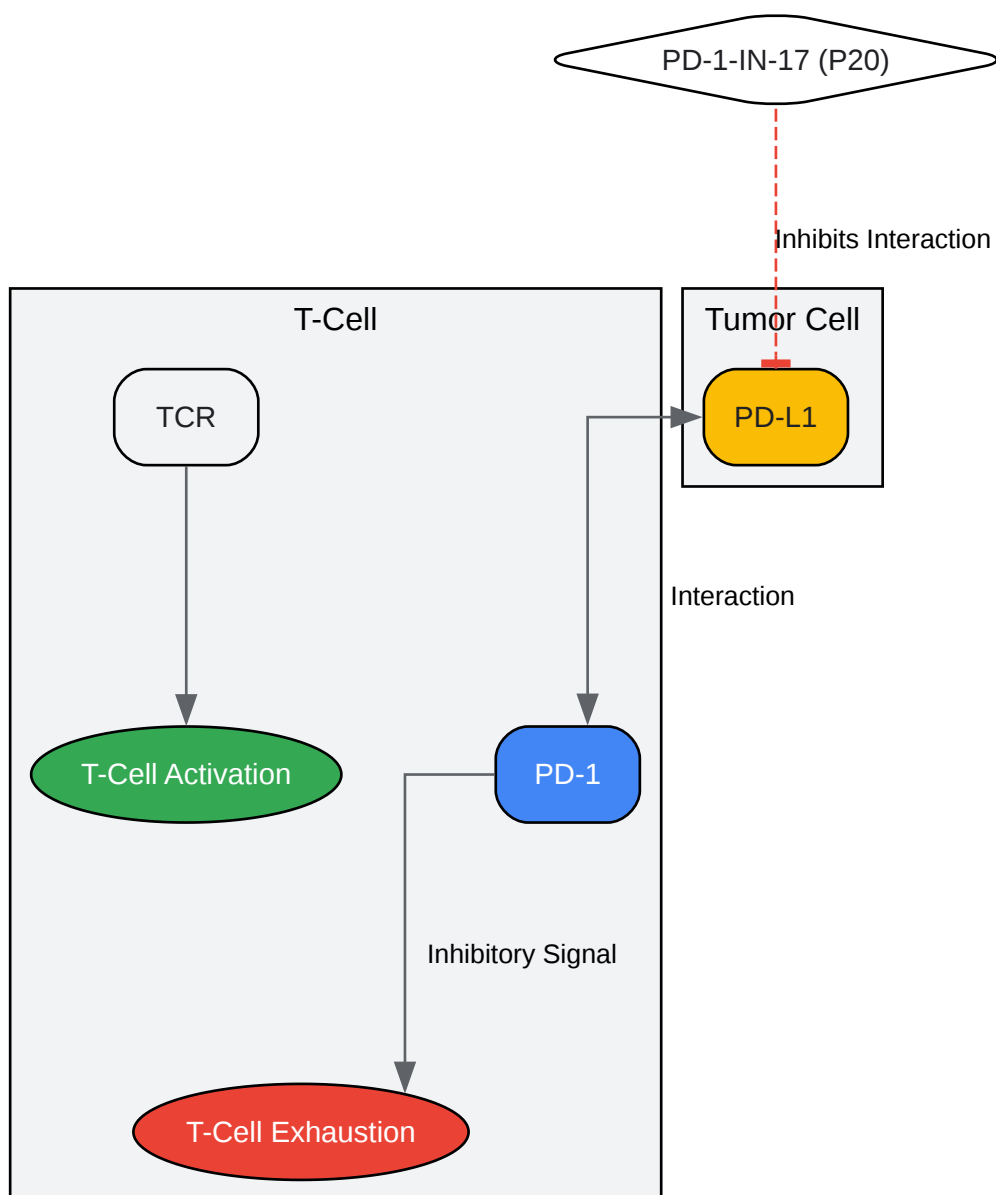 PD-1-IN-17 (P20)
Inhibits Interaction
T-Cell
Tumor Cell
TCR
PD-L1
Interaction
T-Cell Activation
PD-1
Inhibitory Signal
T-Cell Exhaustion